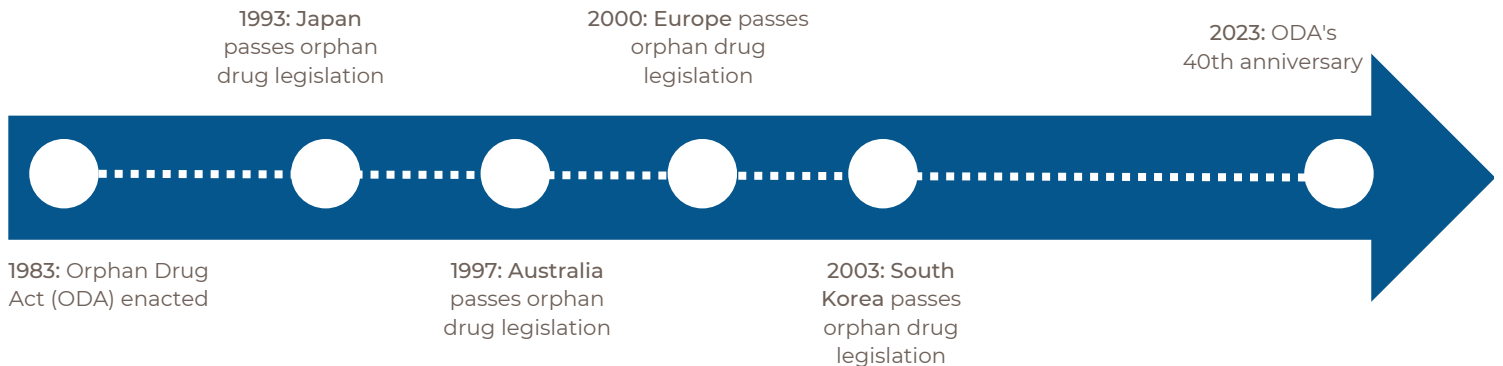 1993: Japan
passes orphan
drug legislation
2000: Europe passes
orphan drug
legislation
2023: ODA's
40th anniversary
1983: Orphan Drug
Act (ODA) enacted
1997: Australia
passes orphan
drug legislation
2003: South
Korea passes
orphan drug
legislation